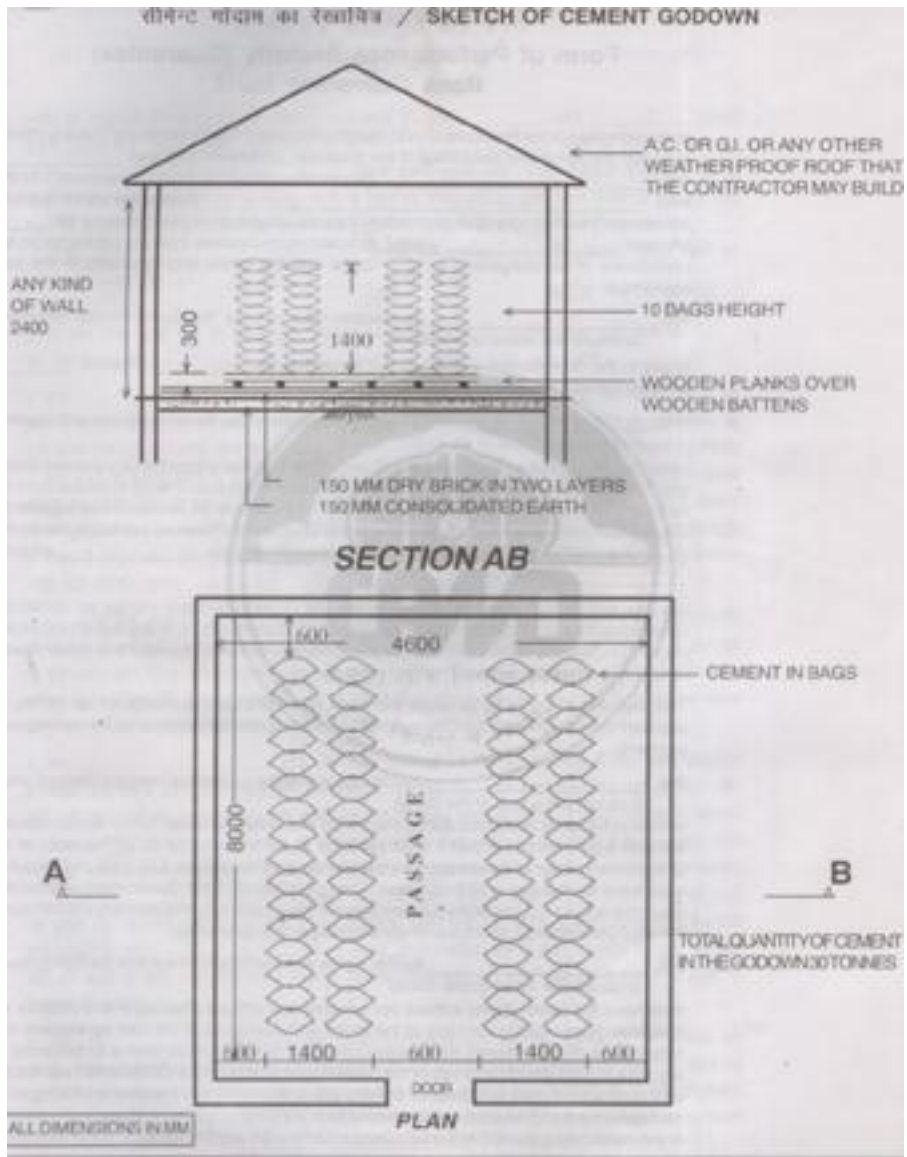 सीमेन्ट गोदाम का रेखाचित्र / SKETCH OF CEMENT GODOWN
A.C. OR G.I. OR ANY OTHER
WEATHER PROOF ROOF THAT
THE CONTRACTOR MAY BUILD
ANY KIND
OF WALL
2400
300
1400
10 BAGS HEIGHT
WOODEN PLANKS OVER
WOODEN BATTENS
150 MM DRY BRICK IN TWO LAYERS
150 MM CONSOLIDATED EARTH
SECTION AB
600
4600
CEMENT IN BAGS
8000
PASSAGE
A
B
TOTAL QUANTITY OF CEMENT
IN THE GODOWN 30 TONNES
600 1400 600 1400 600
DOOR
PLAN
ALL DIMENSIONS IN MM